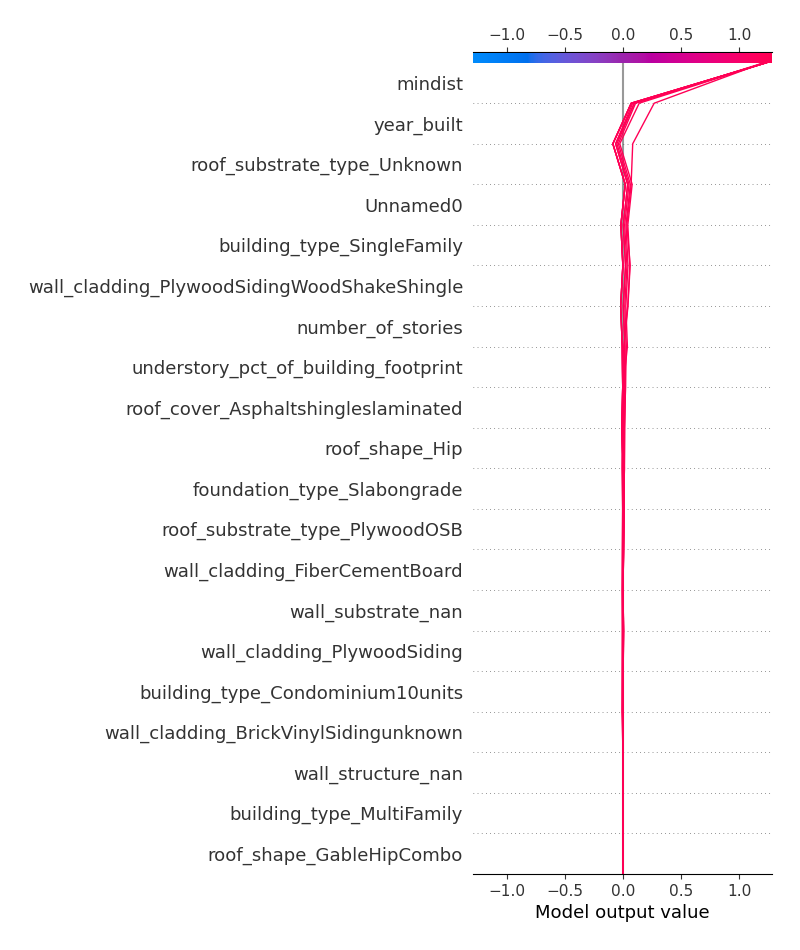 −1.0 −0.5 0.0 0.5 1.0
mindist
year_built
roof_substrate_type_Unknown
Unnamed0
building_type_SingleFamily
wall_cladding_PlywoodSidingWoodShakeShingle
number_of_stories
understory_pct_of_building_footprint
roof_cover_Asphaltshingleslaminated
roof_shape_Hip
foundation_type_Slabongrade
roof_substrate_type_PlywoodOSB
wall_cladding_FiberCementBoard
wall_substrate_nan
wall_cladding_PlywoodSiding
building_type_Condominium10units
wall_cladding_BrickVinylSidingunknown
wall_structure_nan
building_type_MultiFamily
roof_shape_GableHipCombo
−1.0 −0.5 0.0 0.5 1.0
Model output value